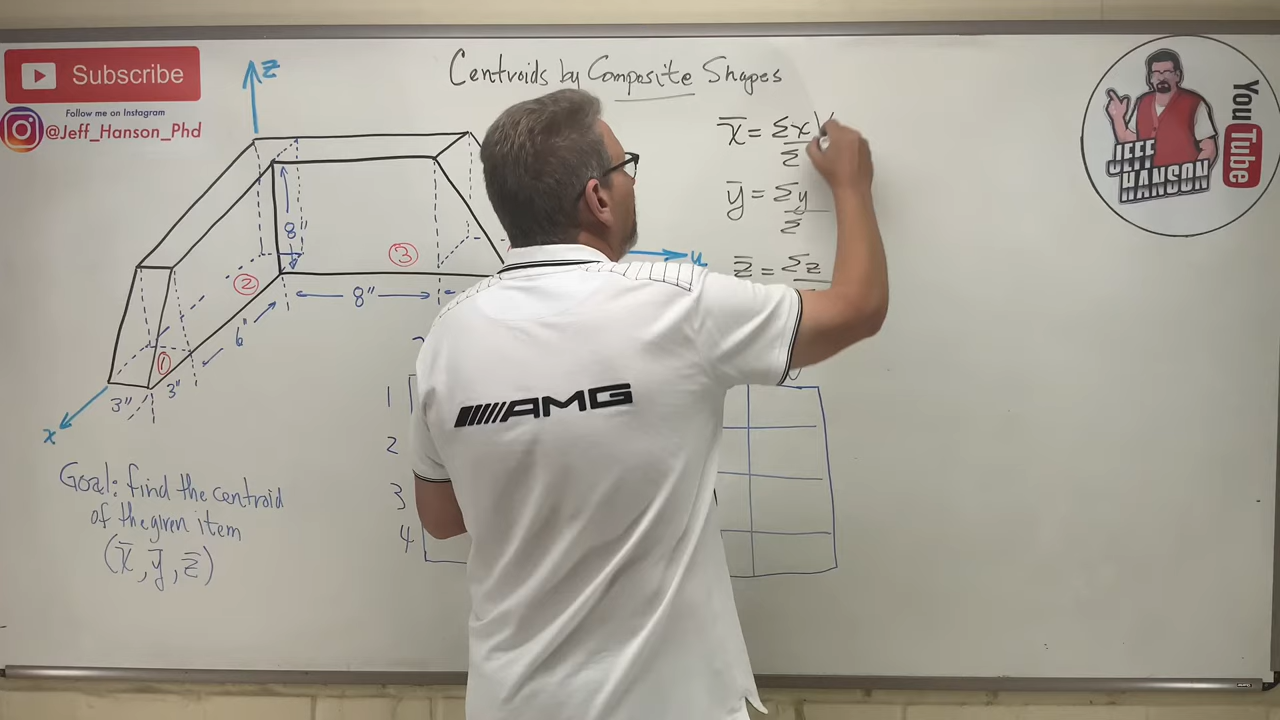 Subscribe
Follow me on Instagram
@Jeff_Hanson_Phd
Centroids by Composite Shapes
x̄ = Σx
Σ
ȳ = Σy
Σ
z̄ = Σz
z
y
x
8"
8"
6"
3"
3"
①
②
③
1
2
3
4
Goal: find the centroid
of the given item
(x̄, ȳ, z̄)
AMG
JEFF
HANSON
YouTube